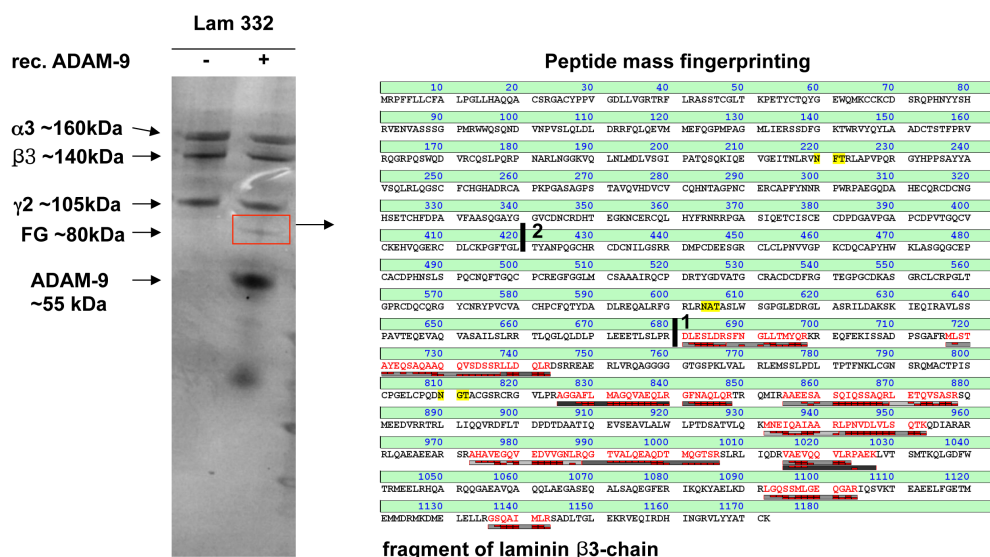 Lam 332
rec. ADAM-9 - +
α3 ~160kDa
β3 ~140kDa
γ2 ~105kDa
FG ~80kDa
ADAM-9
~55 kDa
Peptide mass fingerprinting
10 20 30 40 50 60 70 80
MRPFFLLCFA LPGLLHAQQA CSRGACYPPV GDLLVGRTRF LRASSTCGLT KPETYCTQYG EWQMKCCKCD SRQPHNYYSH
90 100 110 120 130 140 150 160
RVENVASSSG PMRWWQSQND VNPVSLQLDL DRRFQLQEVM MEFQGPMPAG MLIERSSDFG KTWRVYQYLA ADCTSTFPRV
170 180 190 200 210 220 230 240
RQGRPQSWQD VRCQSLPQRP NARLNGGKVQ LNLMDLVSGI PATQSQKIQE VGEITNLRVN FTRLAPVPQR GYHPPSAYYA
250 260 270 280 290 300 310 320
VSQLRLQGSC FCHGHADRCA PKPGASAGPS TAVQVHDVCV CQHNTAGPNC ERCAPFYNNR PWRPAEGQDA HECQRCDCNG
330 340 350 360 370 380 390 400
HSETCHFDPA VFAASQGAYG GVCDNCRDHT EGKNCERCQL HYFRNRRPGA SIQETCISCE CDPDGAVPGA PCDPVTGQCV
410 420 2 430 440 450 460 470 480
CKEHVQGERC DLCKPGFTGL TYANPQGCHR CDCNILGSRR DMPCDEESGR CLCLPNVVGP KCDQCAPYHW KLASGQGCEP
490 500 510 520 530 540 550 560
CACDPHNSLS PQCNQFTGQC PCREGFGGLM CSAAAIRQCP DRTYGDVATG CRACDCDFRG TEGPGCDKAS GRCLCRPGLT
570 580 590 600 610 620 630 640
GPRCDQCQRG YCNRYPVCVA CHPCFQTYDA DLREQALRFG RLRNATASLW SGPGLEDRGL ASRILDAKSK IEQIRAVLSS
650 660 670 680 1 690 700 710 720
PAVTEQEVAQ VASAILSLRR TLQGLQLDLP LEEETLSLPR DLESLDRSFN GLLTMYQRKR EQFEKISSAD PSGAFRMLST
730 740 750 760 770 780 790 800
AYEQSAQAAQ QVSDSSRLLD QLRDSRREAE RLVRQAGGGG GTGSPKLVAL RLEMSSLPDL TPTFNKLCGN SRQMACTPIS
810 820 830 840 850 860 870 880
CPGELCPQDN GTACGSRCRG VLPRAGGAFL MAGQVAEQLR GFNAQLQRTR QMIRAAEESA SQIQSSAQRL ETQVSASRSQ
890 900 910 920 930 940 950 960
MEEDVRRTRL LIQQVRDFLT DPDTDAATIQ EVSEAVLALW LPTDSATVLQ KMNEIQAIAA RLPNVDLVLS QTKQDIARAR
970 980 990 1000 1010 1020 1030 1040
RLQAEAEEAR SRAHAVEGQV EDVVGNLRQG TVALQEAQDT MQGTSRSLRL IQDRVAEVQQ VLRPAEKLVT SMTKQLGDFW
1050 1060 1070 1080 1090 1100 1110 1120
TRMEELRHQA RQQGAEAVQA QQLAEGASEQ ALSAQEGFER IKQKYAELKD RLGQSSMLGE QGARIQSVKT EAEELFGETM
1130 1140 1150 1160 1170 1180
EMMDRMKDME LELLRGSQAI MLRSADLTGL EKRVEQIRDH INGRVLYYAT CK
fragment of laminin β3-chain